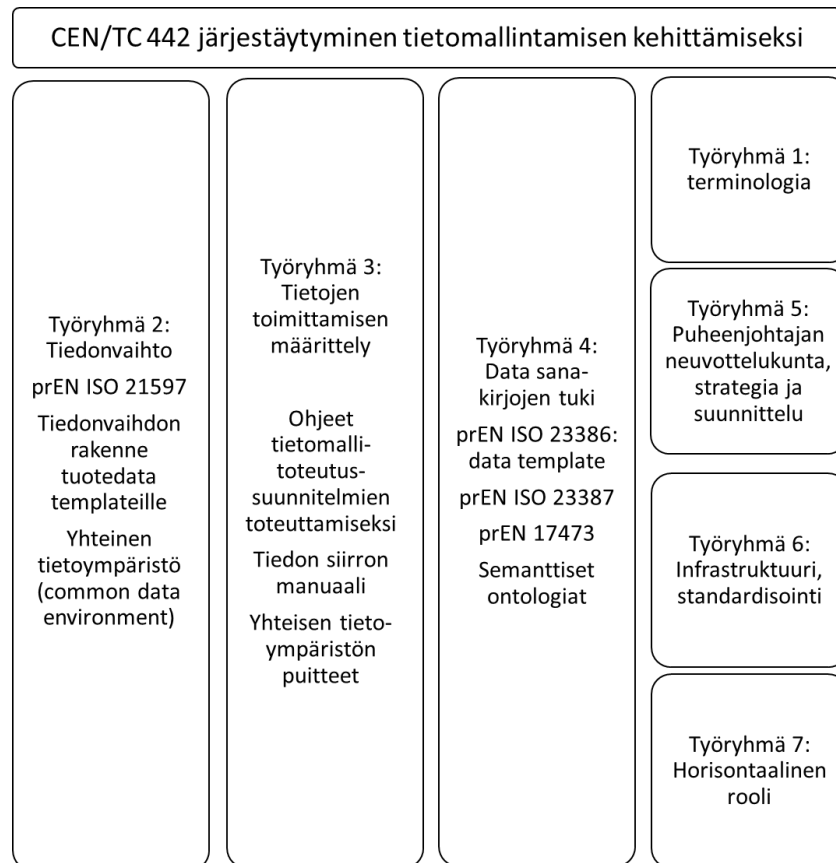 CEN/TC 442 järjestäytyminen tietomallintamisen kehittämiseksi
Työryhmä 2:
Tiedonvaihto
prEN ISO 21597
Tiedonvaihdon
rakenne
tuotedata
templateille
Yhteinen
tietoympäristö
(common data
environment)
Työryhmä 3:
Tietojen
toimittamisen
määrittely
Ohjeet
tietomalli-
toteutus-
suunnitelmien
toteuttamiseksi
Tiedon siirron
manuaali
Yhteisen tieto-
ympäristön
puitteet
Työryhmä 4:
Data sana-
kirjojen tuki
prEN ISO 23386:
data template
prEN ISO 23387
prEN 17473
Semanttiset
ontologiat
Työryhmä 1:
terminologia
Työryhmä 5:
Puheenjohtajan
neuvottelukunta,
strategia ja
suunnittelu
Työryhmä 6:
Infrastruktuuri,
standardisointi
Työryhmä 7:
Horisontaalinen
rooli